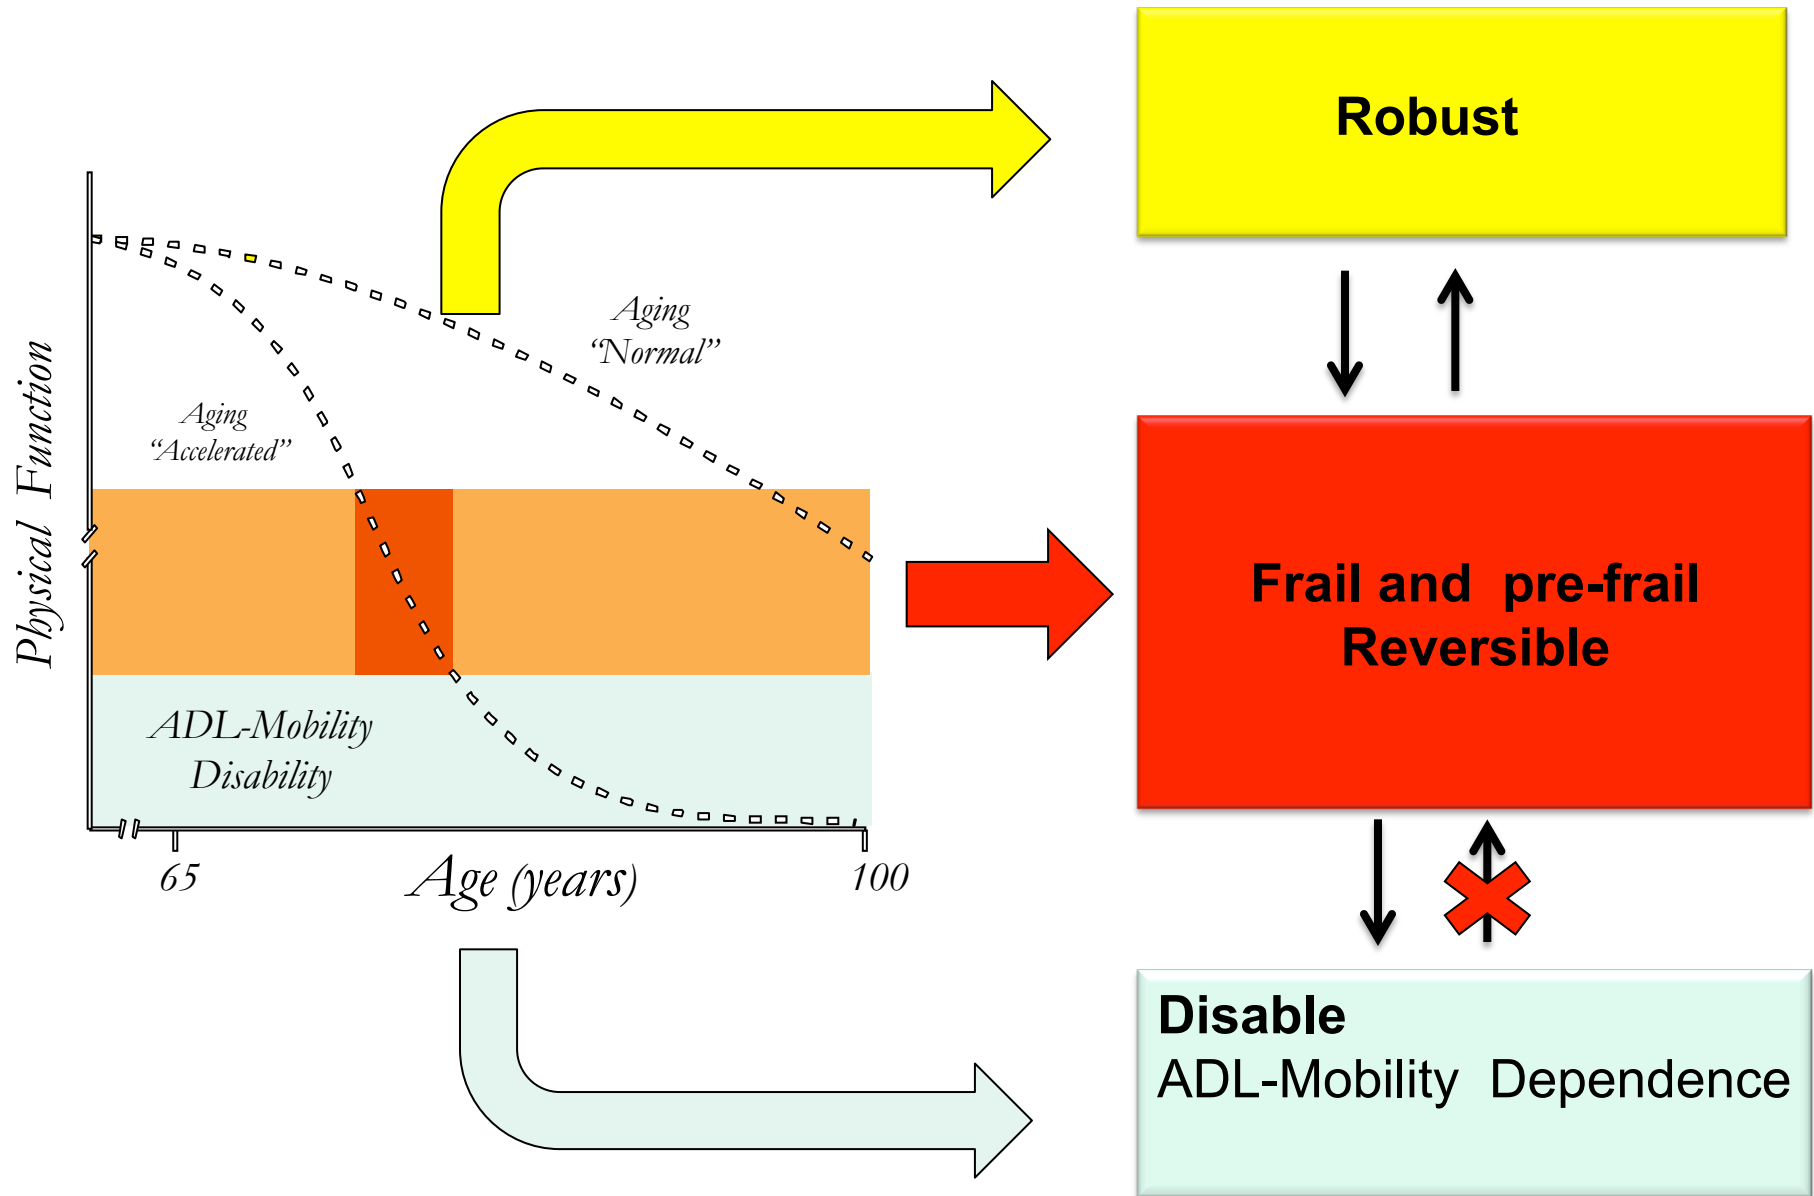 Robust
Physical Function
Aging
“Normal”
Aging
“Accelerated”
Frail and pre-frail
Reversible
ADL-Mobility
Disability
65
Age (years)
100
Disable
ADL-Mobility Dependence